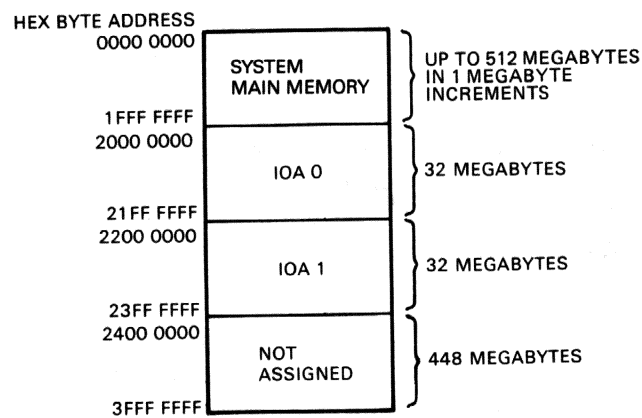 HEX BYTE ADDRESS
0000 0000
SYSTEM
MAIN MEMORY
UP TO 512 MEGABYTES
IN 1 MEGABYTE
INCREMENTS
1FFF FFFF
2000 0000
IOA 0
32 MEGABYTES
21FF FFFF
2200 0000
IOA 1
32 MEGABYTES
23FF FFFF
2400 0000
NOT
ASSIGNED
448 MEGABYTES
3FFF FFFF